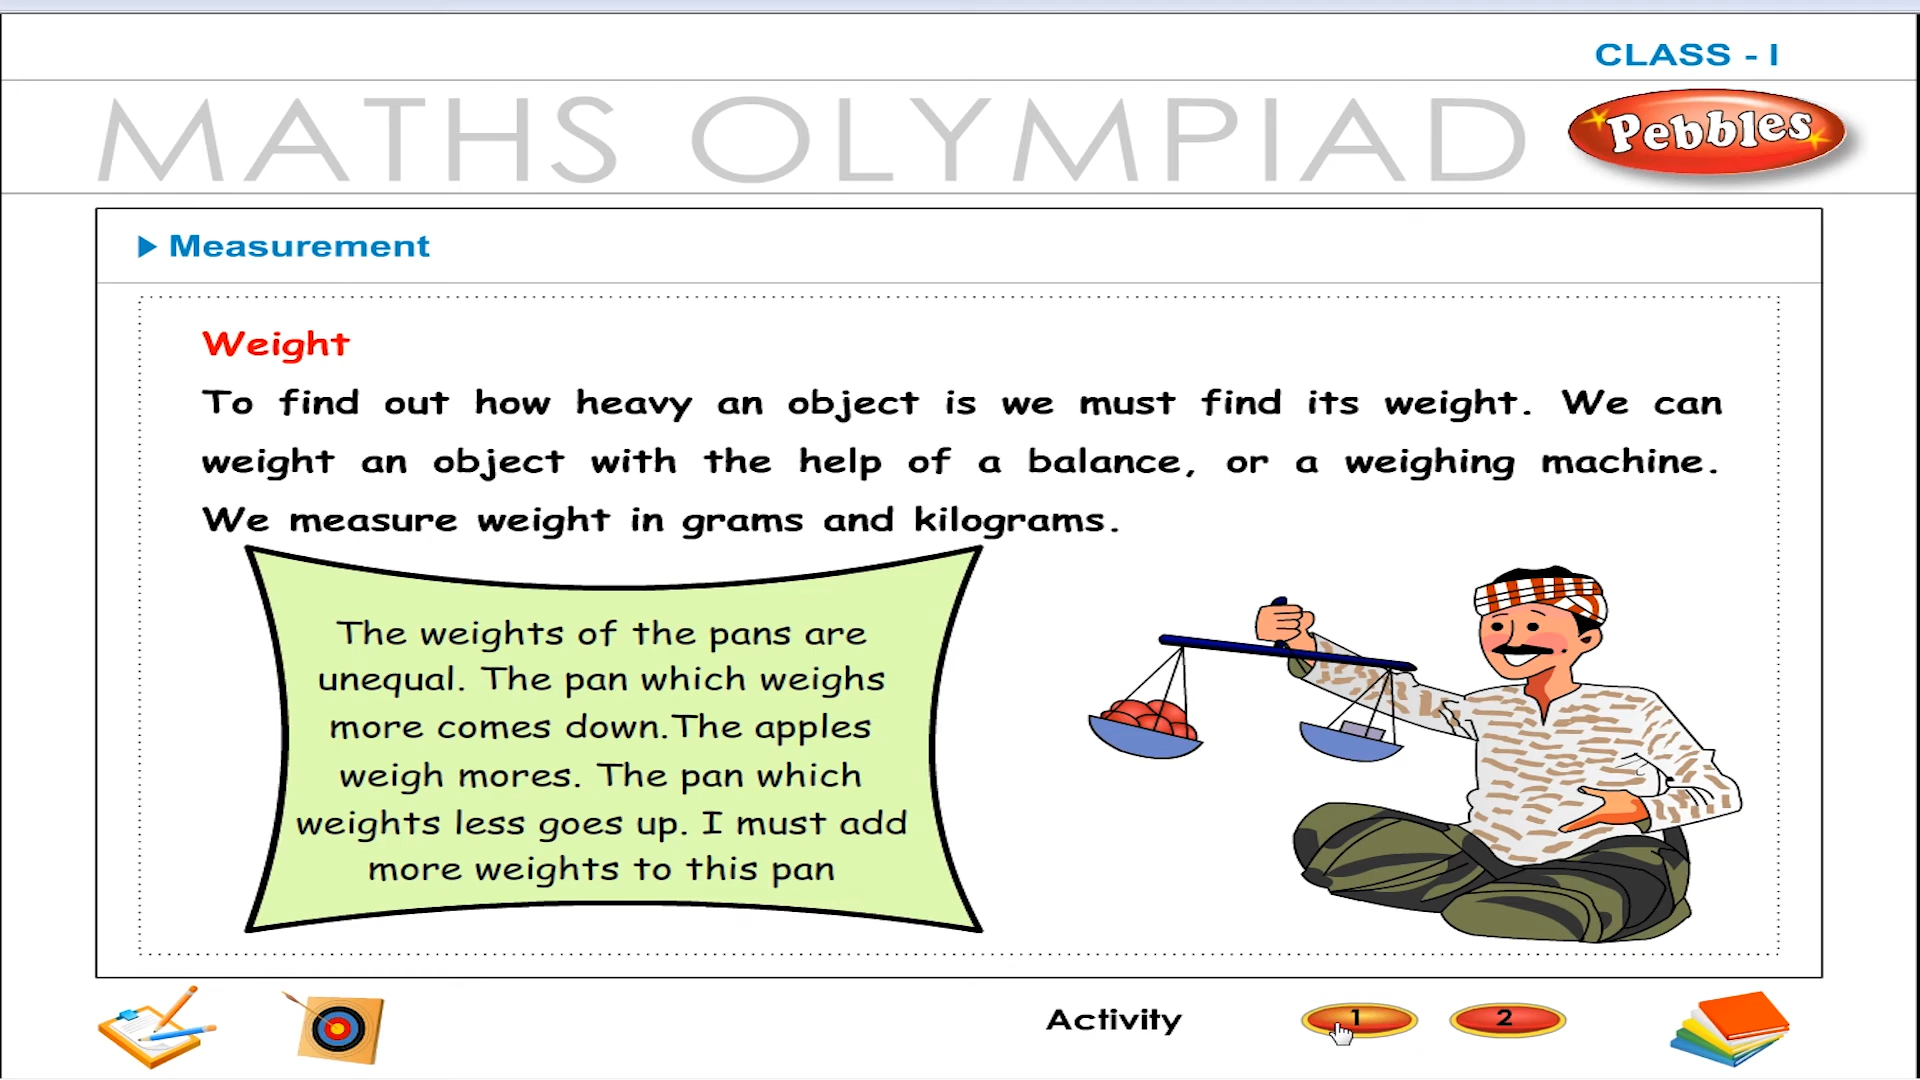 CLASS - I
MATHS OLYMPIAD
Pebbles
Measurement
Weight
To find out how heavy an object is we must find its weight. We can
weight an object with the help of a balance, or a weighing machine.
We measure weight in grams and kilograms.
The weights of the pans are
unequal. The pan which weighs
more comes down.The apples
weigh mores. The pan which
weights less goes up. I must add
more weights to this pan
Activity
1
2